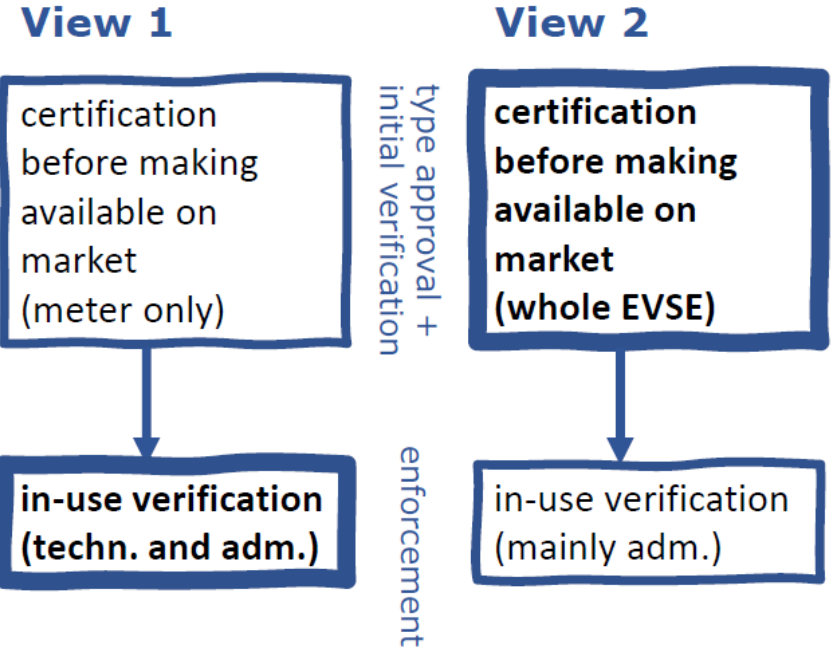 View 1
certification
before making
available on
market
(meter only)
in-use verification
(techn. and adm.)
type approval +
initial verification
enforcement
View 2
certification
before making
available on
market
(whole EVSE)
in-use verification
(mainly adm.)